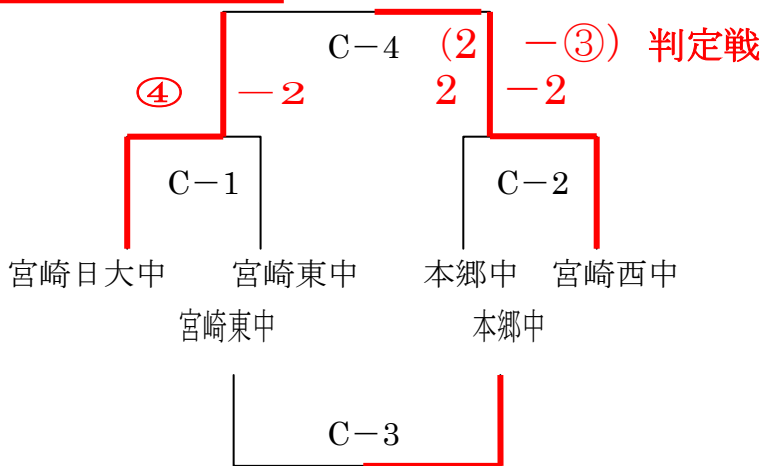 C－4 (2 －③) 判定戦
④ －2 2 －2
C－1 C－2
宮崎日大中 宮崎東中 本郷中 宮崎西中
宮崎東中 本郷中
C－3